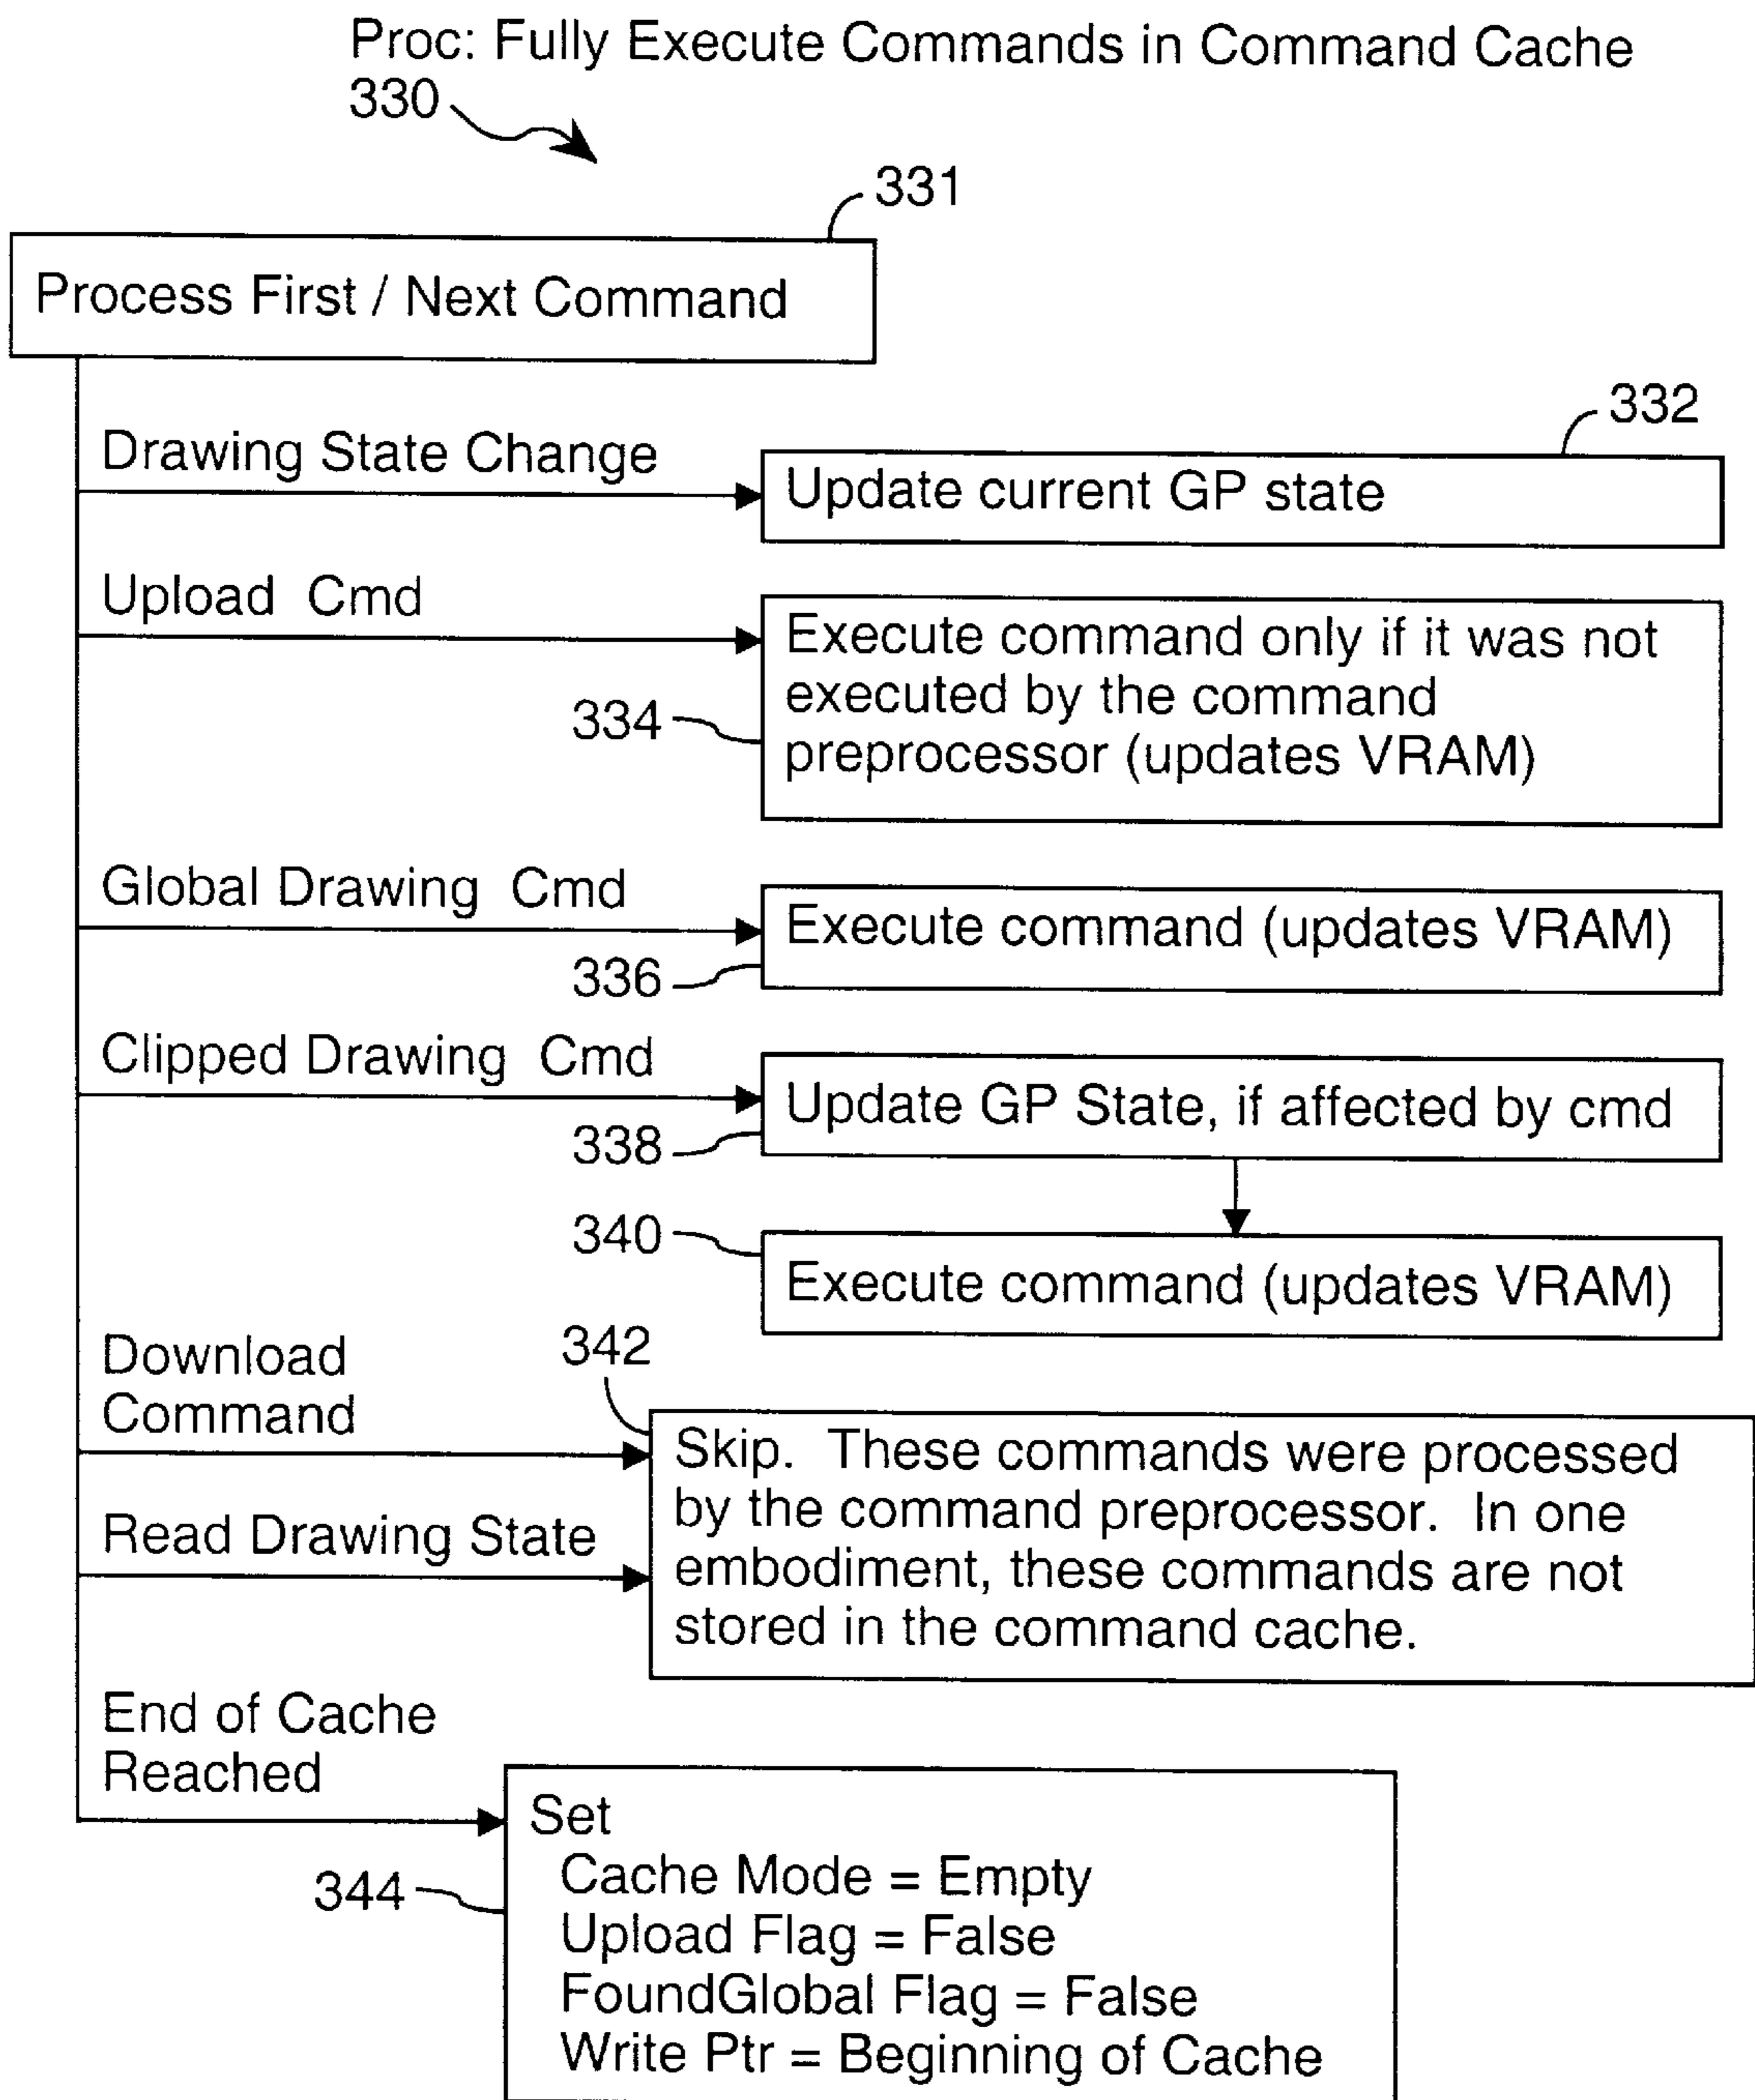 Proc: Fully Execute Commands in Command Cache
330
331
Process First / Next Command
332
Drawing State Change
Update current GP state
Upload Cmd
Execute command only if it was not
executed by the command
preprocessor (updates VRAM)
334
Global Drawing Cmd
Execute command (updates VRAM)
336
Clipped Drawing Cmd
Update GP State, if affected by cmd
338
340
Execute command (updates VRAM)
Download
Command
342
Skip. These commands were processed
by the command preprocessor. In one
embodiment, these commands are not
stored in the command cache.
Read Drawing State
End of Cache
Reached
Set
Cache Mode = Empty
344
Upload Flag = False
FoundGlobal Flag = False
Write Ptr = Beginning of Cache